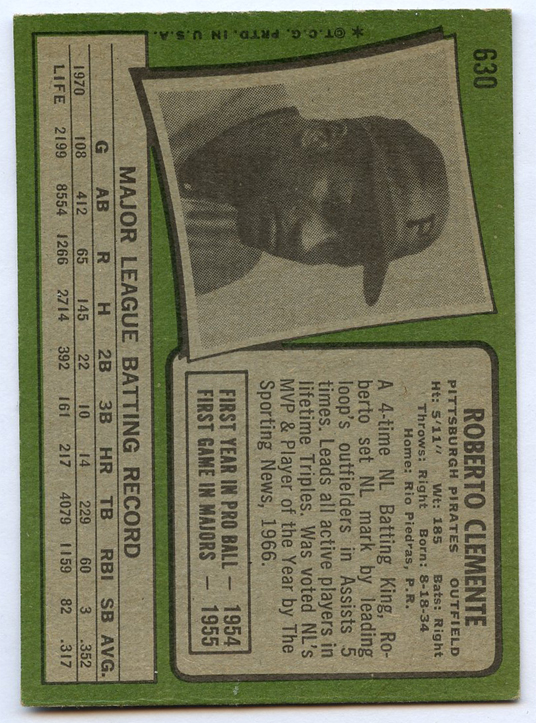 630
ROBERTO CLEMENTE
PITTSBURGH PIRATES OUTFIELD
Ht: 5'11" Wt: 185 Bats: Right
Throws: Right Born: 8-18-34
Home: Rio Piedras, P.R.
A 4-time NL Batting King, Ro-
berto set NL mark by leading
loop's outfielders in Assists 5
times. Leads all active players in
lifetime Triples. Was voted NL's
MVP & Player of the Year by The
Sporting News, 1966.
FIRST YEAR IN PRO BALL — 1954
FIRST GAME IN MAJORS — 1955
P
MAJOR LEAGUE BATTING RECORD
G AB R H 2B 3B HR TB RBI SB AVG.
1970 108 412 65 145 22 10 14 229 60 3 .352
LIFE 2199 8554 1266 2714 392 161 217 4079 1159 82 .317
*©T.C.G. PRTD. IN U.S.A.